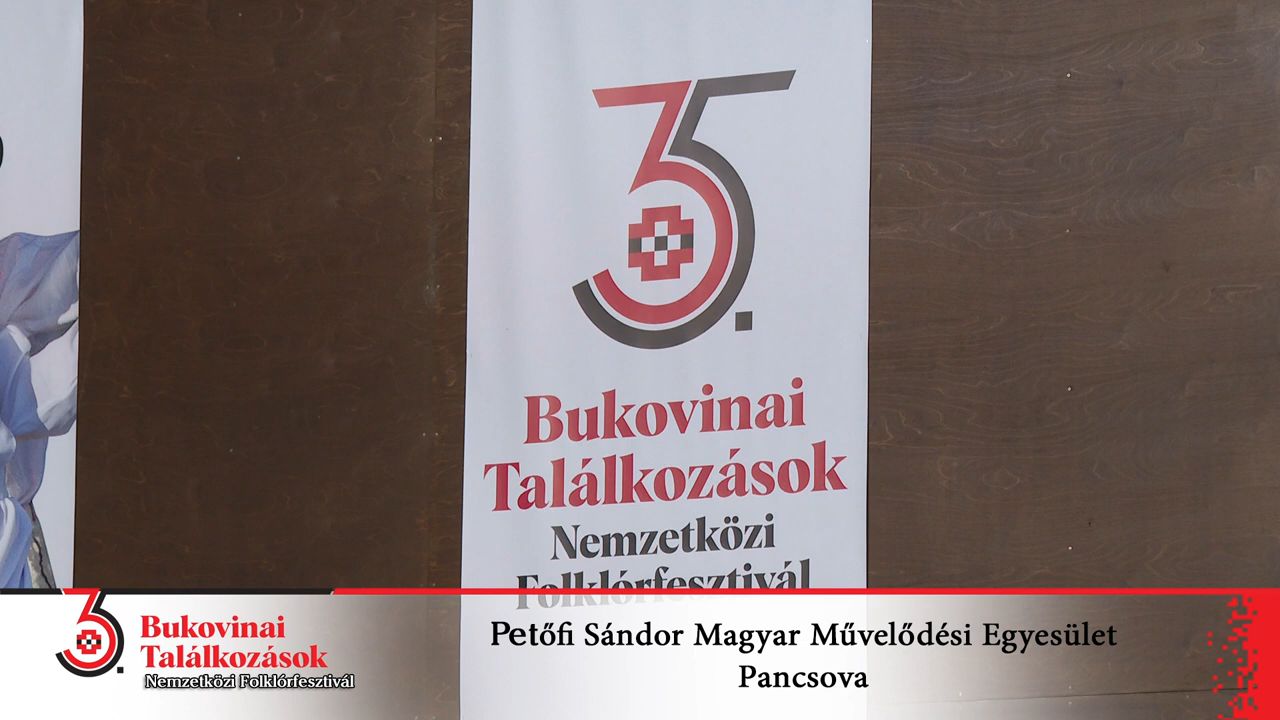 35.
Bukovinai
Találkozások
Nemzetközi
Folklórfesztivál
35.
Bukovinai
Találkozások
Nemzetközi Folklórfesztivál
Petőfi Sándor Magyar Művelődési Egyesület
Pancsova